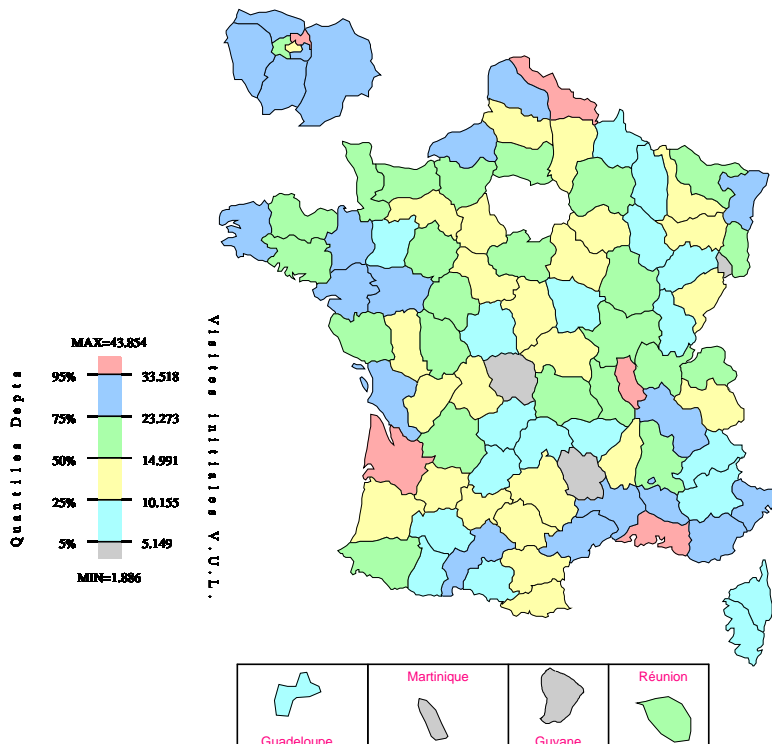 Visites initiales V.U.L.
Quantiles Depts
MAX=43.854
95% 33.518
75% 23.273
50% 14.991
25% 10.155
5% 5.149
MIN=1.886
Martinique
Réunion
Guadeloupe
Guyane